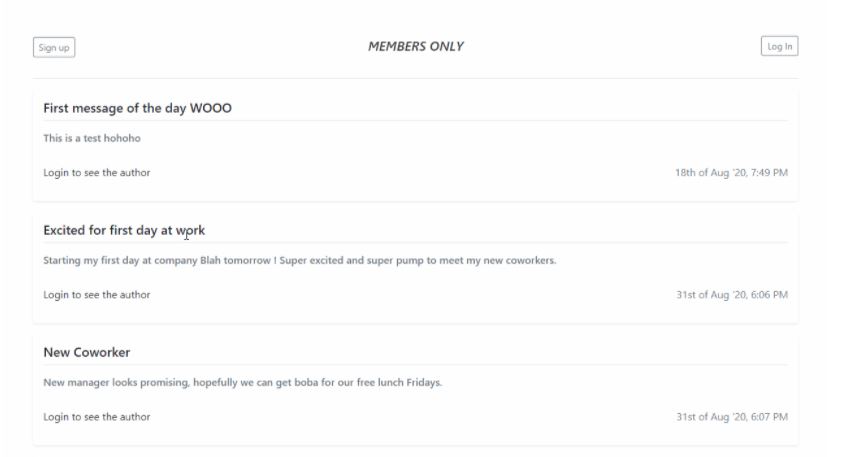 Sign up
MEMBERS ONLY
Log In
First message of the day WOOO
This is a test hohoho
Login to see the author
18th of Aug '20, 7:49 PM
Excited for first day at work
Starting my first day at company Blah tomorrow ! Super excited and super pump to meet my new coworkers.
Login to see the author
31st of Aug '20, 6:06 PM
New Coworker
New manager looks promising, hopefully we can get boba for our free lunch Fridays.
Login to see the author
31st of Aug '20, 6:07 PM